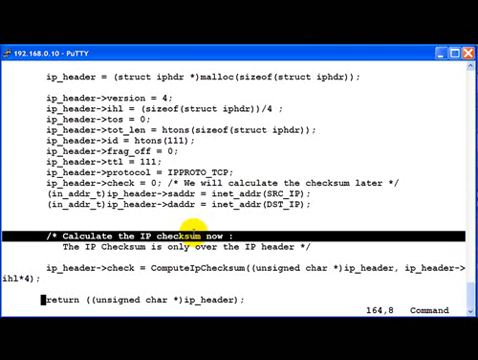 192.168.0.10 - PuTTY
ip_header = (struct iphdr *)malloc(sizeof(struct iphdr));
ip_header->version = 4;
ip_header->ihl = (sizeof(struct iphdr))/4 ;
ip_header->tos = 0;
ip_header->tot_len = htons(sizeof(struct iphdr));
ip_header->id = htons(111);
ip_header->frag_off = 0;
ip_header->ttl = 111;
ip_header->protocol = IPPROTO_TCP;
ip_header->check = 0; /* We will calculate the checksum later */
(in_addr_t)ip_header->saddr = inet_addr(SRC_IP);
(in_addr_t)ip_header->daddr = inet_addr(DST_IP);
/* Calculate the IP checksum now :
The IP Checksum is only over the IP header */
ip_header->check = ComputeIpChecksum((unsigned char *)ip_header, ip_header->
ihl*4);
return ((unsigned char *)ip_header);
164,8 Command